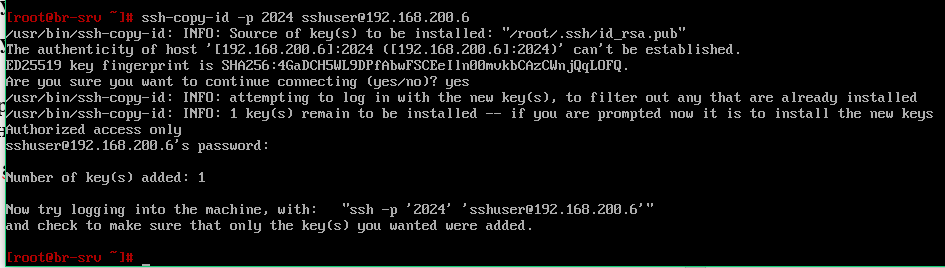 [root@br-srv ~]# ssh-copy-id -p 2024 sshuser@192.168.200.6
/usr/bin/ssh-copy-id: INFO: Source of key(s) to be installed: "/root/.ssh/id_rsa.pub"
The authenticity of host '[192.168.200.6]:2024 ([192.168.200.6]:2024)' can't be established.
ED25519 key fingerprint is SHA256:4GaDCH5WL9DPfAbwFSCEeIln00mvkbCAzCWnjQqLOFQ.
Are you sure you want to continue connecting (yes/no)? yes
/usr/bin/ssh-copy-id: INFO: attempting to log in with the new key(s), to filter out any that are already installed
/usr/bin/ssh-copy-id: INFO: 1 key(s) remain to be installed -- if you are prompted now it is to install the new keys
Authorized access only
sshuser@192.168.200.6's password:
Number of key(s) added: 1
Now try logging into the machine, with:   "ssh -p '2024' 'sshuser@192.168.200.6'"
and check to make sure that only the key(s) you wanted were added.
[root@br-srv ~]# _